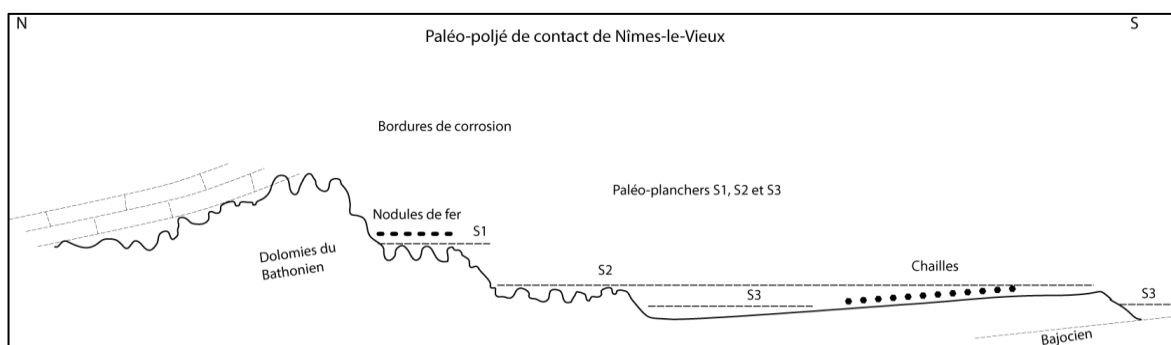 N
S
Paléo-poljé de contact de Nîmes-le-Vieux
Bordures de corrosion
Paléo-planchers S1, S2 et S3
Nodules de fer
S1
Dolomies du
Bathonien
S2
Chailles
S3
S3
Bajocien